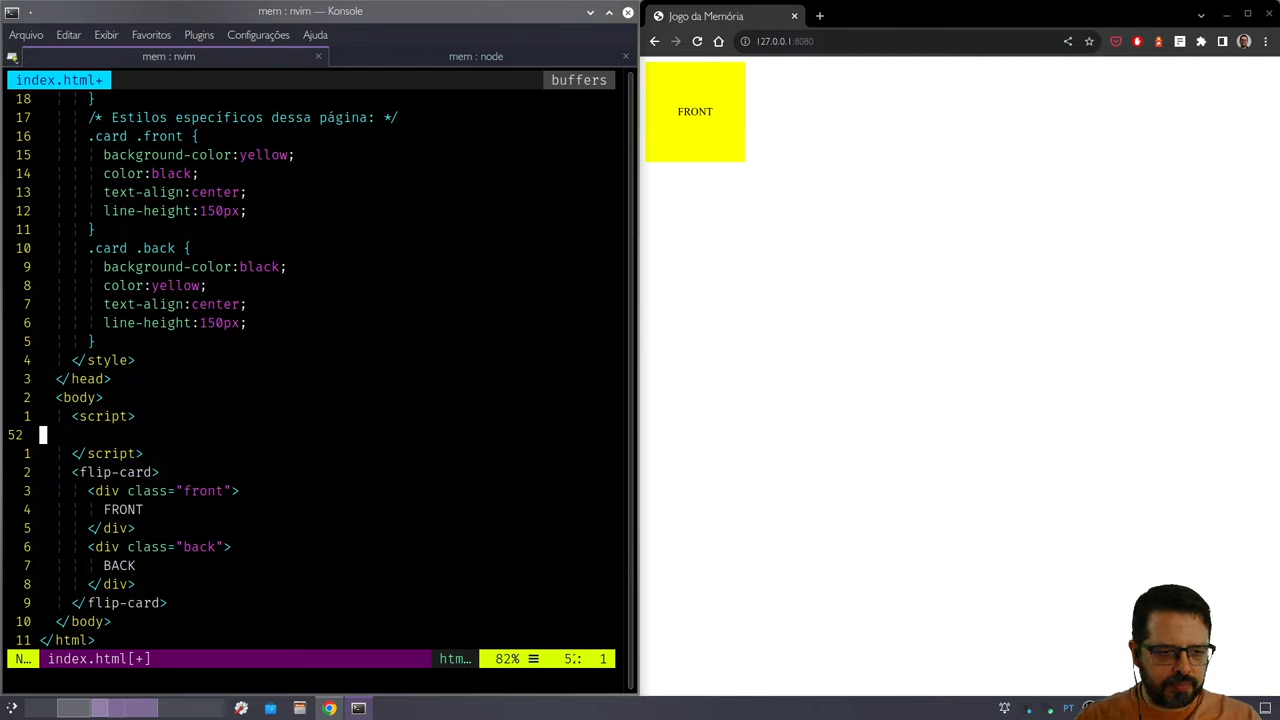 mem : nvim — Konsole
Arquivo Editar Exibir Favoritos Plugins Configurações Ajuda
mem : nvim
mem : node
index.html+
buffers
18 }
17 /* Estilos específicos dessa página: */
16 .card .front {
15 background-color:yellow;
14 color:black;
13 text-align:center;
12 line-height:150px;
11 }
10 .card .back {
9 background-color:black;
8 color:yellow;
7 text-align:center;
6 line-height:150px;
5 }
4 </style>
3 </head>
2 <body>
1 <script>
52
1 </script>
2 <flip-card>
3 <div class="front">
4 FRONT
5 </div>
6 <div class="back">
7 BACK
8 </div>
9 </flip-card>
10 </body>
11 </html>
N… index.html[+] htm… 82% 1
Jogo da Memória
127.0.0.1:8080
FRONT
PT